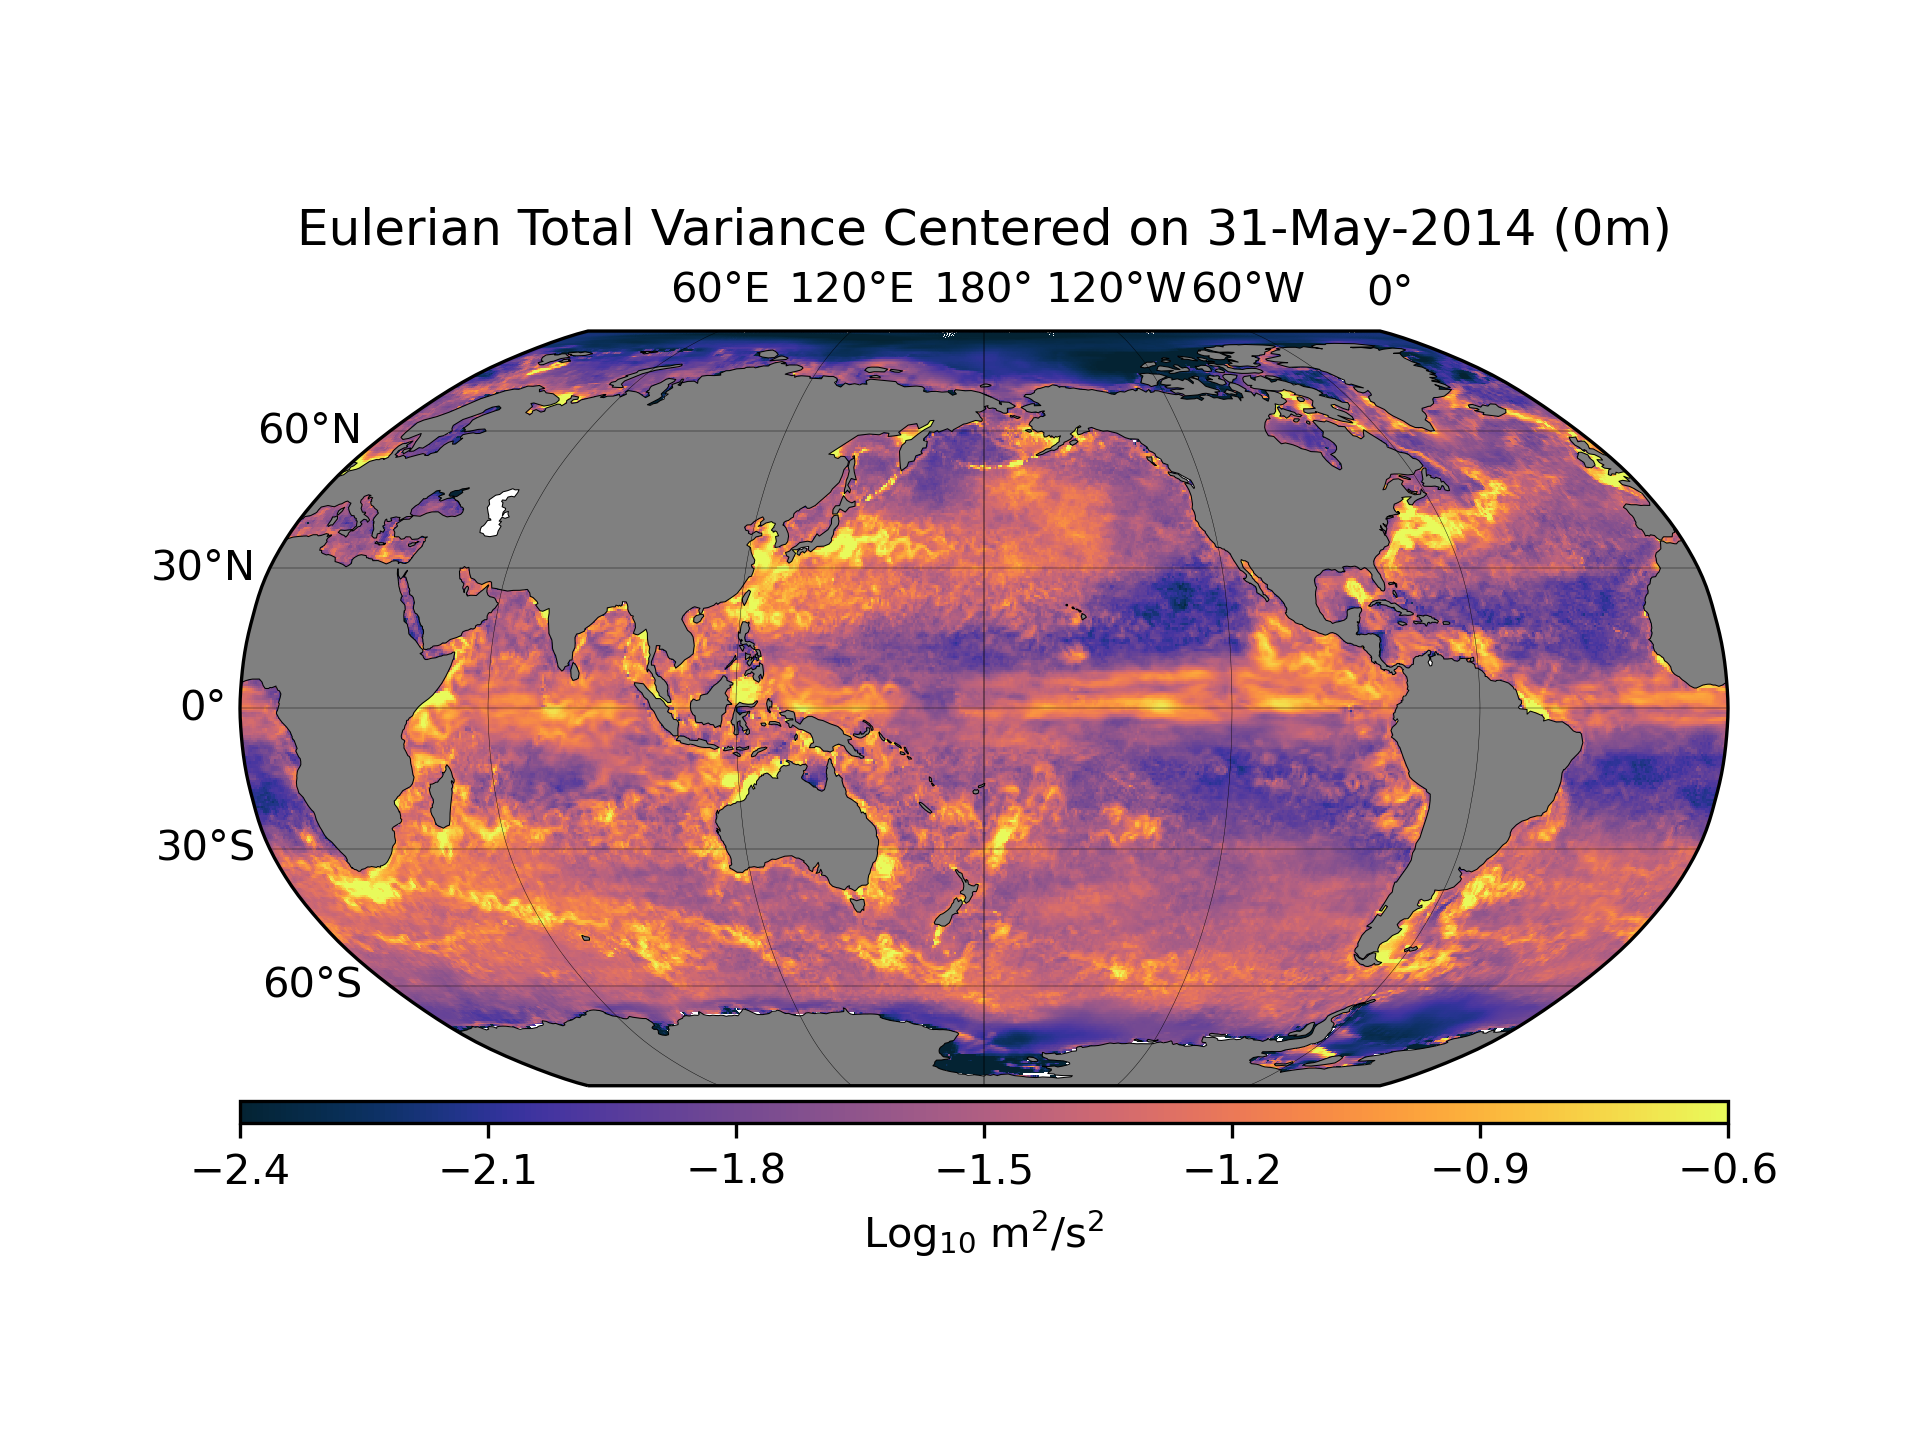 Eulerian Total Variance Centered on 31-May-2014 (0m)
60°E 120°E 180° 120°W 60°W 0°
60°N
30°N
0°
30°S
60°S
−2.4 −2.1 −1.8 −1.5 −1.2 −0.9 −0.6
Log₁₀ m²/s²